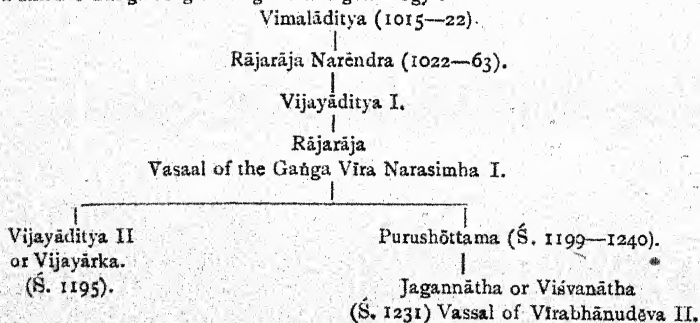 Vimalāditya (1015—22).
Rājarāja Narēndra (1022—63).
Vijayāditya I.
Rājarāja
Vasaal of the Gaṅga Vīra Narasimha I.
Vijayāditya II
or Vijayārka.
(Ś. 1195).
Purushōttama (Ś. 1199—1240).
Jagannātha or Viśvanātha
(Ś. 1231) Vassal of Vīrabhānudēva II.